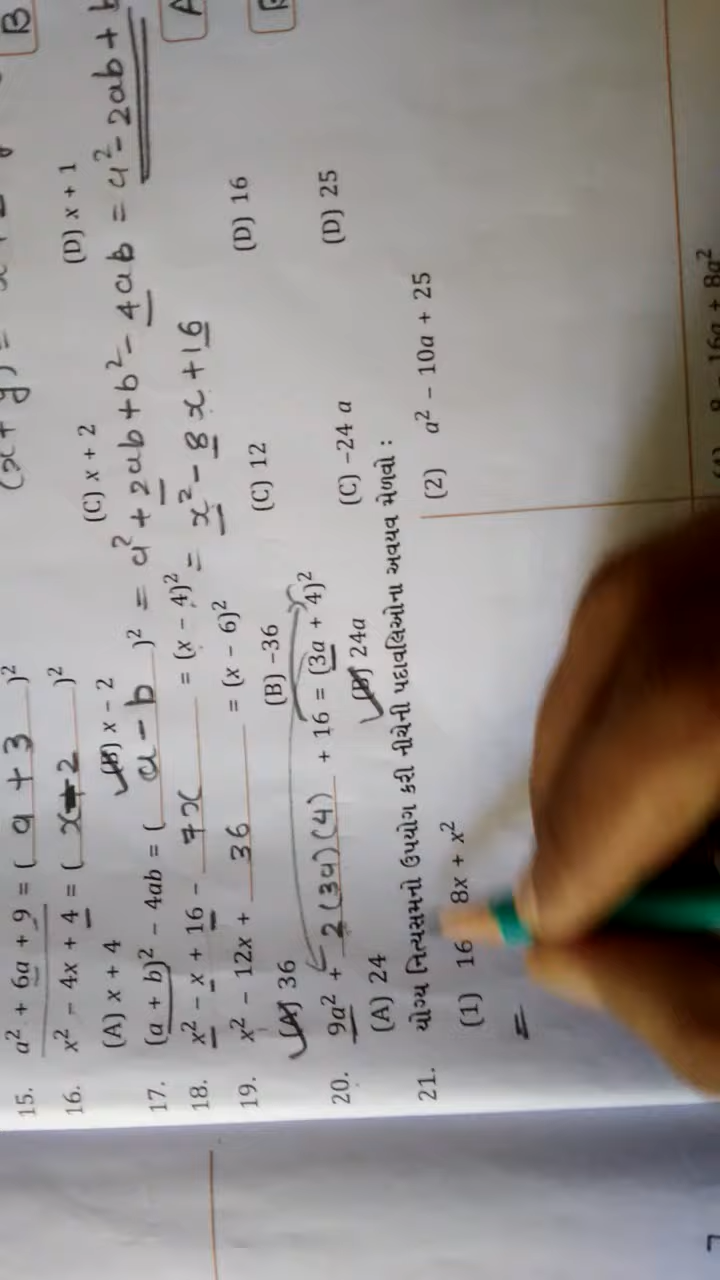 B
15. a² + 6a + 9 = ( a + 3 )²
16. x² − 4x + 4 = ( x − 2 )²
(A) x + 4 (B) x − 2 (C) x + 2 (D) x + 1
17. (a + b)² − 4ab = ( a − b )² = a² + 2ab + b² − 4ab = a² − 2ab + b
A
18. x² − x + 16 − 7x = (x − 4)² = x² − 8x + 16
19. x² − 12x + 36 = (x − 6)²
(A) 36 (B) −36 (C) 12 (D) 16
20. 9a² + 2(3a)(4) + 16 = (3a + 4)²
(A) 24 (B) 24a (C) −24 a (D) 25
21. યોગ્ય નિત્યસમનો ઉપયોગ કરી નીચેની પદાવલિઓના અવયવ મેળવો :
(1) 16 8x + x² (2) a² − 10a + 25
=
16a + 8a²